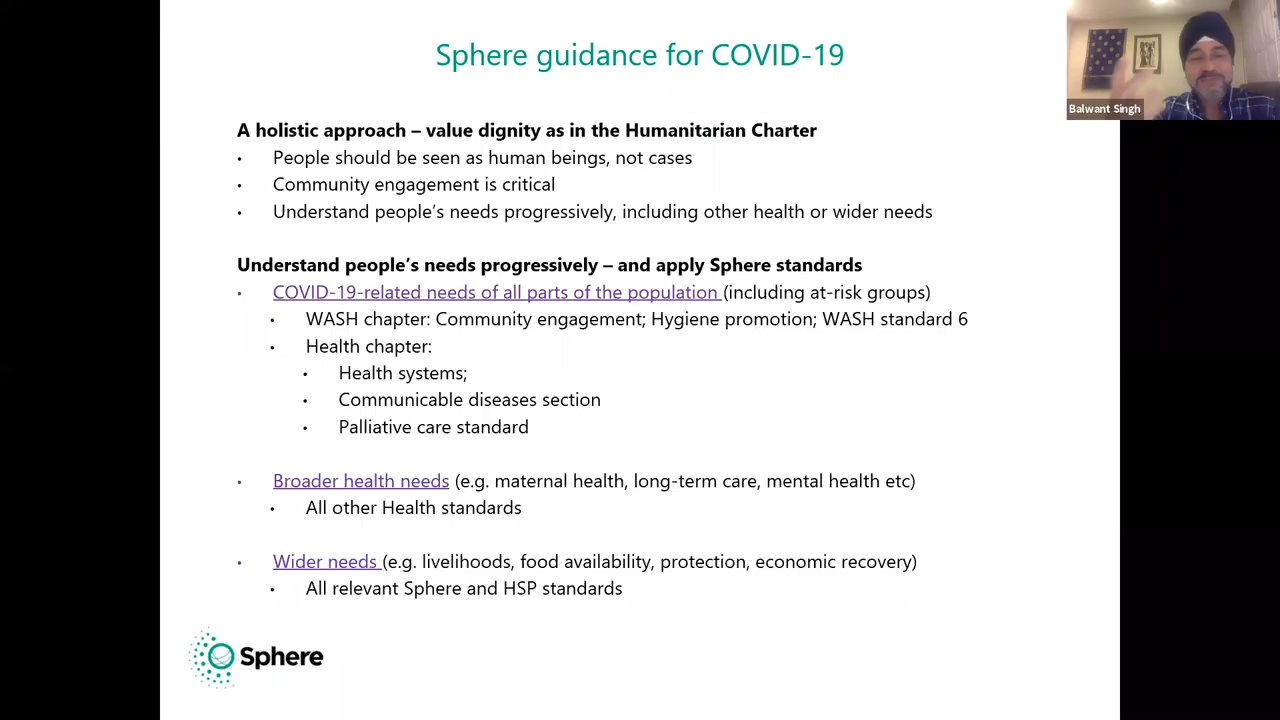 Sphere guidance for COVID-19
Balwant Singh
A holistic approach – value dignity as in the Humanitarian Charter
• People should be seen as human beings, not cases
• Community engagement is critical
• Understand people’s needs progressively, including other health or wider needs
Understand people’s needs progressively – and apply Sphere standards
• COVID-19-related needs of all parts of the population (including at-risk groups)
• WASH chapter: Community engagement; Hygiene promotion; WASH standard 6
• Health chapter:
• Health systems;
• Communicable diseases section
• Palliative care standard
• Broader health needs (e.g. maternal health, long-term care, mental health etc)
• All other Health standards
• Wider needs (e.g. livelihoods, food availability, protection, economic recovery)
• All relevant Sphere and HSP standards
Sphere